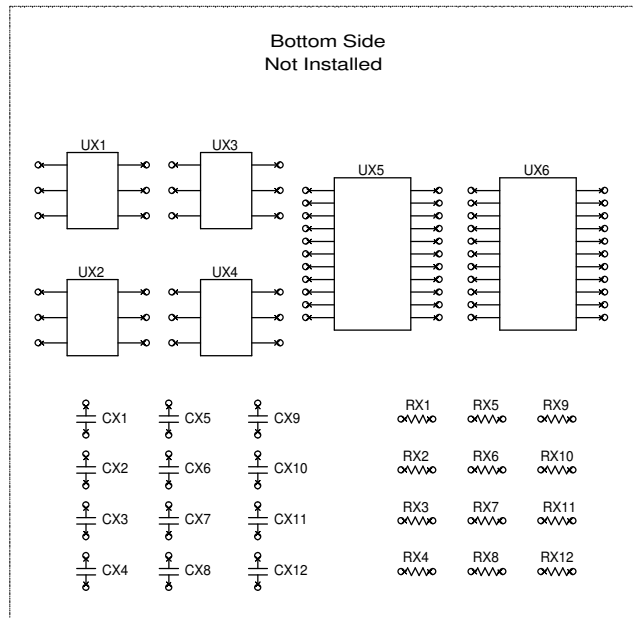 Bottom Side
Not Installed
UX1 UX3
UX5 UX6
UX2 UX4
CX1 CX5 CX9 RX1 RX5 RX9
CX2 CX6 CX10 RX2 RX6 RX10
CX3 CX7 CX11 RX3 RX7 RX11
CX4 CX8 CX12 RX4 RX8 RX12